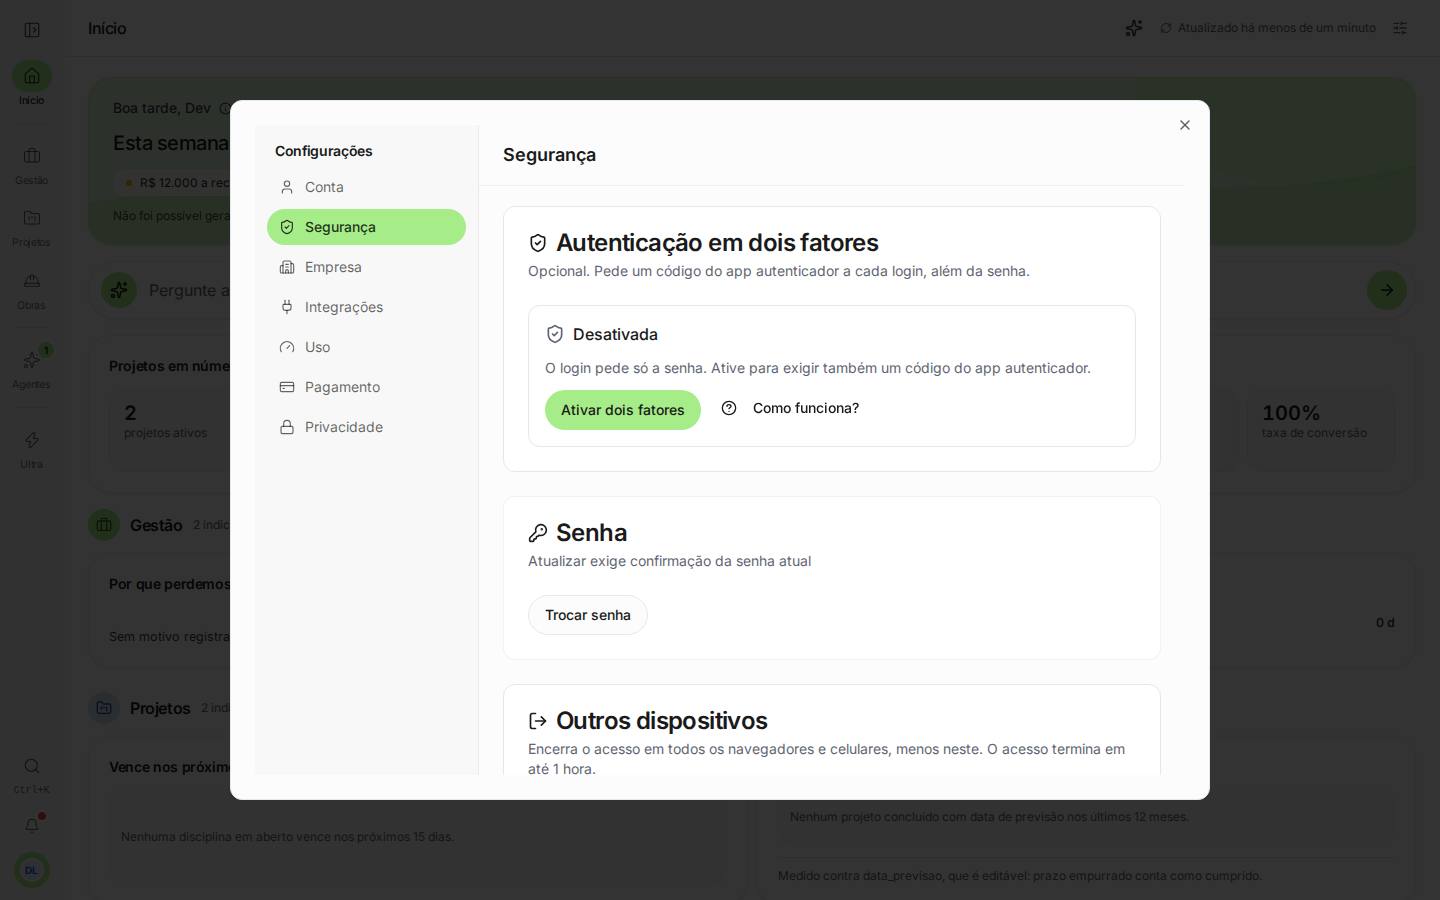 Início
Atualizado há menos de um minuto
Início
Gestão
Projetos
Obras
1
Agentes
Ultra
Ctrl+K
DL
Boa tarde, Dev
Esta semana
R$ 12.000 a rec
Não foi possível gera
Pergunte a
Projetos em núme
2
projetos ativos
100%
taxa de conversão
Gestão 2 indic
Por que perdemos
Sem motivo registra
0 d
Projetos 2 indi
Vence nos próxim
Nenhuma disciplina em aberto vence nos próximos 15 dias.
Nenhum projeto concluído com data de previsão nos últimos 12 meses.
Medido contra data_previsao, que é editável: prazo empurrado conta como cumprido.
Configurações
Conta
Segurança
Empresa
Integrações
Uso
Pagamento
Privacidade
Segurança
Autenticação em dois fatores
Opcional. Pede um código do app autenticador a cada login, além da senha.
Desativada
O login pede só a senha. Ative para exigir também um código do app autenticador.
Ativar dois fatores
Como funciona?
Senha
Atualizar exige confirmação da senha atual
Trocar senha
Outros dispositivos
Encerra o acesso em todos os navegadores e celulares, menos neste. O acesso termina em
até 1 hora.